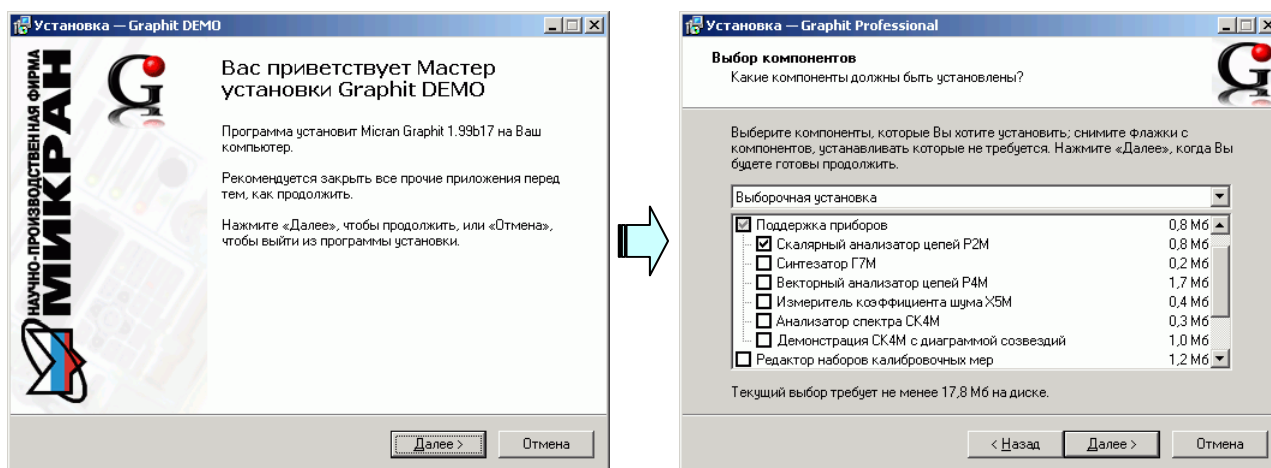 Установка — Graphit DEMO
НАУЧНО-ПРОИЗВОДСТВЕННАЯ ФИРМА
МИКРАН
G
Вас приветствует Мастер
установки Graphit DEMO
Программа установит Micran Graphit 1.99b17 на Ваш
компьютер.
Рекомендуется закрыть все прочие приложения перед
тем, как продолжить.
Нажмите «Далее», чтобы продолжить, или «Отмена»,
чтобы выйти из программы установки.
Далее >
Отмена
Установка — Graphit Professional
Выбор компонентов
Какие компоненты должны быть установлены?
G
Выберите компоненты, которые Вы хотите установить; снимите флажки с
компонентов, устанавливать которые не требуется. Нажмите «Далее», когда Вы
будете готовы продолжить.
Выборочная установка
Поддержка приборов 0,8 Мб
Скалярный анализатор цепей Р2М 0,8 Мб
Синтезатор Г7М 0,2 Мб
Векторный анализатор цепей Р4М 1,7 Мб
Измеритель коэффициента шума Х5М 0,4 Мб
Анализатор спектра СК4М 0,3 Мб
Демонстрация СК4М с диаграммой созвездий 1,0 Мб
Редактор наборов калибровочных мер 1,2 Мб
Текущий выбор требует не менее 17,8 Мб на диске.
< Назад
Далее >
Отмена